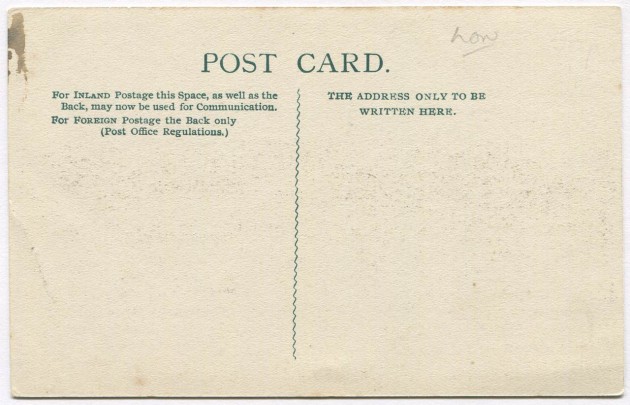 POST CARD.
For INLAND Postage this Space, as well as the
Back, may now be used for Communication.
For FOREIGN Postage the Back only
(Post Office Regulations.)
THE ADDRESS ONLY TO BE
WRITTEN HERE.